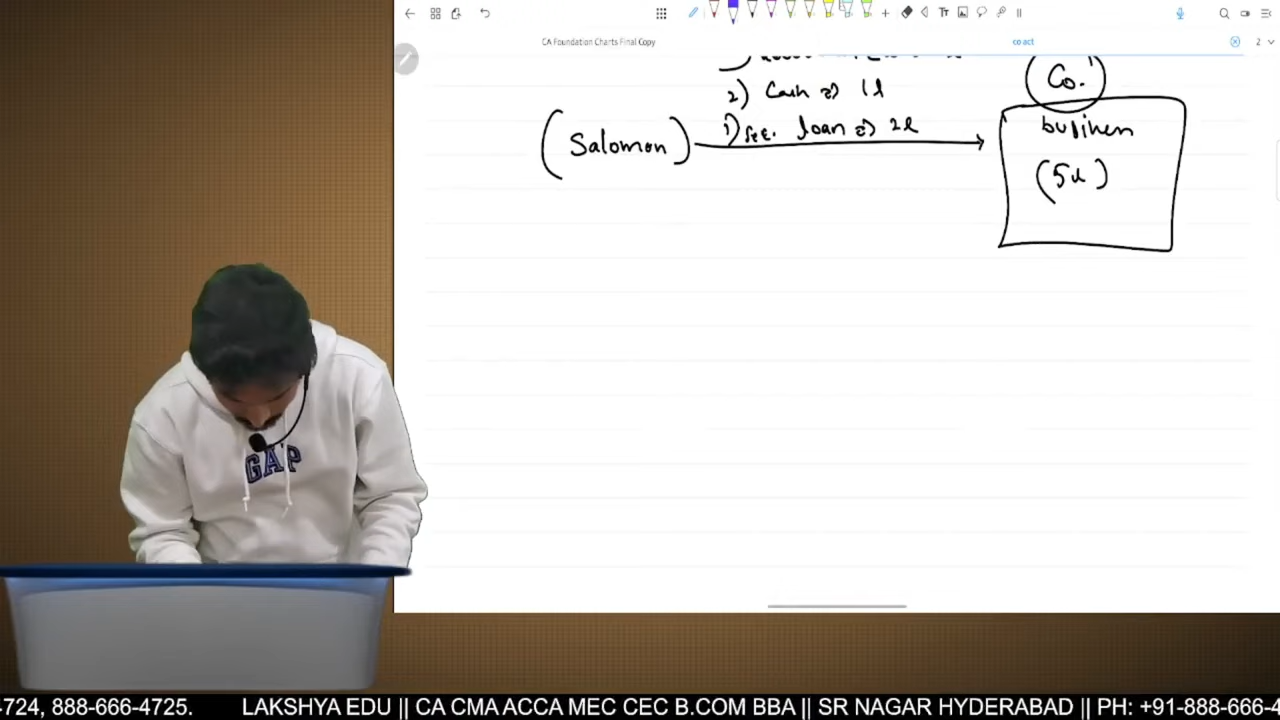 CA Foundation Charts Final Copy
co act
2
Co.
2) Cash ⇒ 1l
(Salomon)
1) sec. loan ⇒ 2l
business
(5l)
GAP
-4724, 888-666-4725. LAKSHYA EDU || CA CMA ACCA MEC CEC B.COM BBA || SR NAGAR HYDERABAD || PH: +91-888-666-4